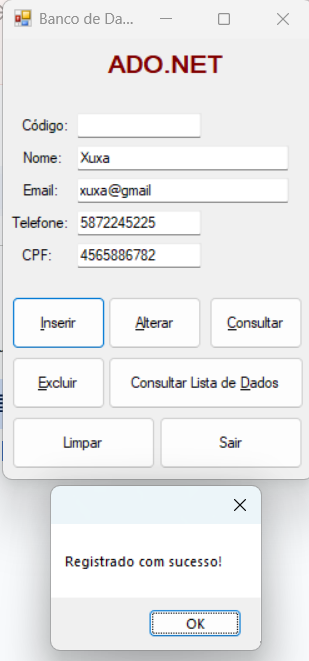 Banco de Da...
ADO.NET
Código:
Nome: Xuxa
Email: xuxa@gmail
Telefone: 5872245225
CPF: 4565886782
Inserir Alterar Consultar
Excluir Consultar Lista de Dados
Limpar Sair
Registrado com sucesso!
OK